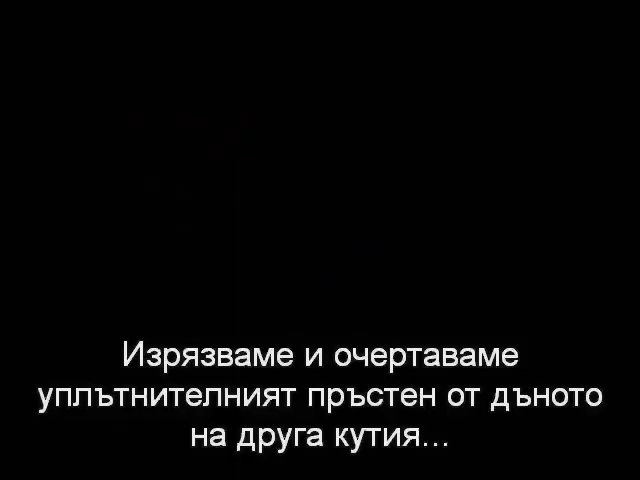 Изрязваме и очертаваме
уплътнителният пръстен от дъното
на друга кутия...